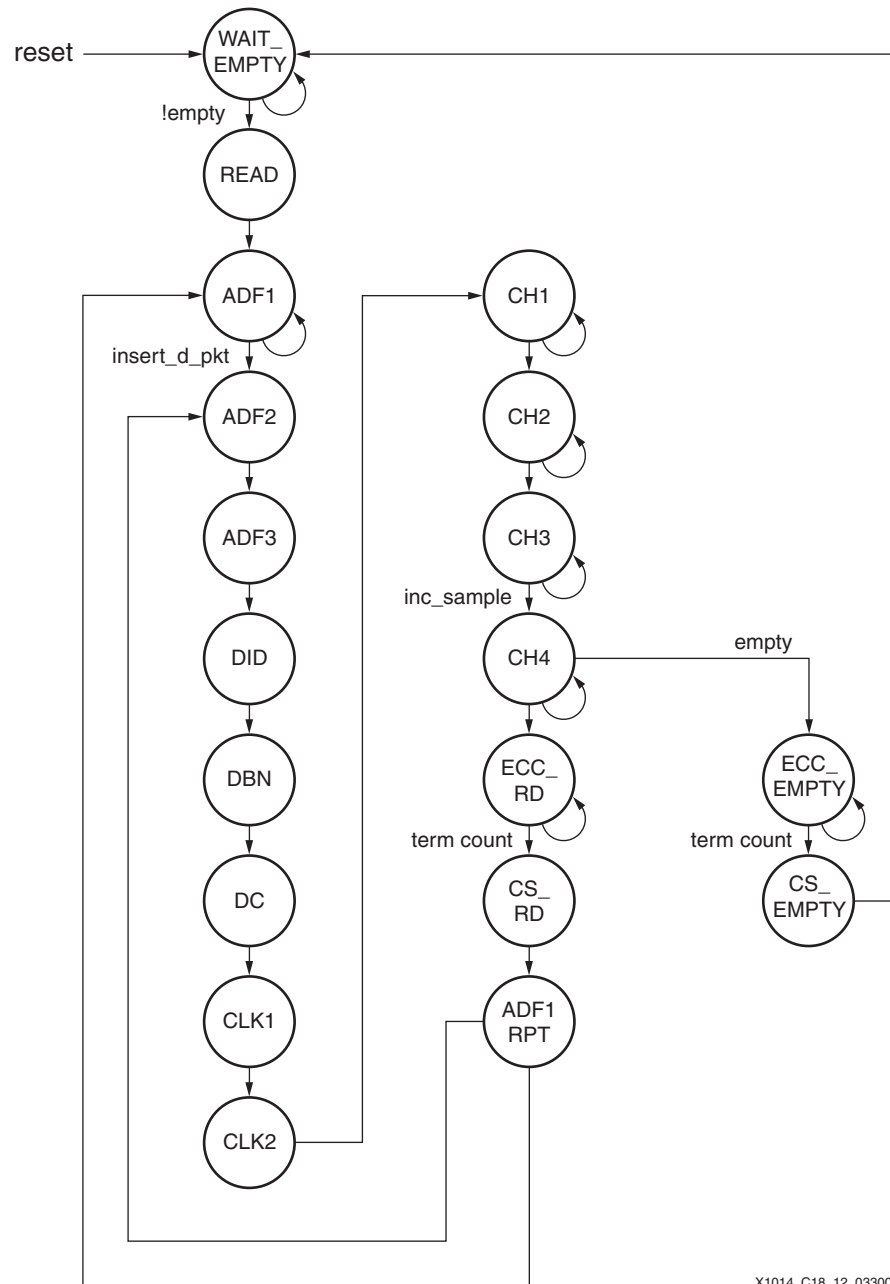 reset
WAIT_
EMPTY
!empty
READ
ADF1
insert_d_pkt
ADF2
ADF3
DID
DBN
DC
CLK1
CLK2
CH1
CH2
CH3
inc_sample
CH4
empty
ECC_
RD
term count
CS_
RD
ADF1
RPT
ECC_
EMPTY
term count
CS_
EMPTY
X1014_C18_12_03300